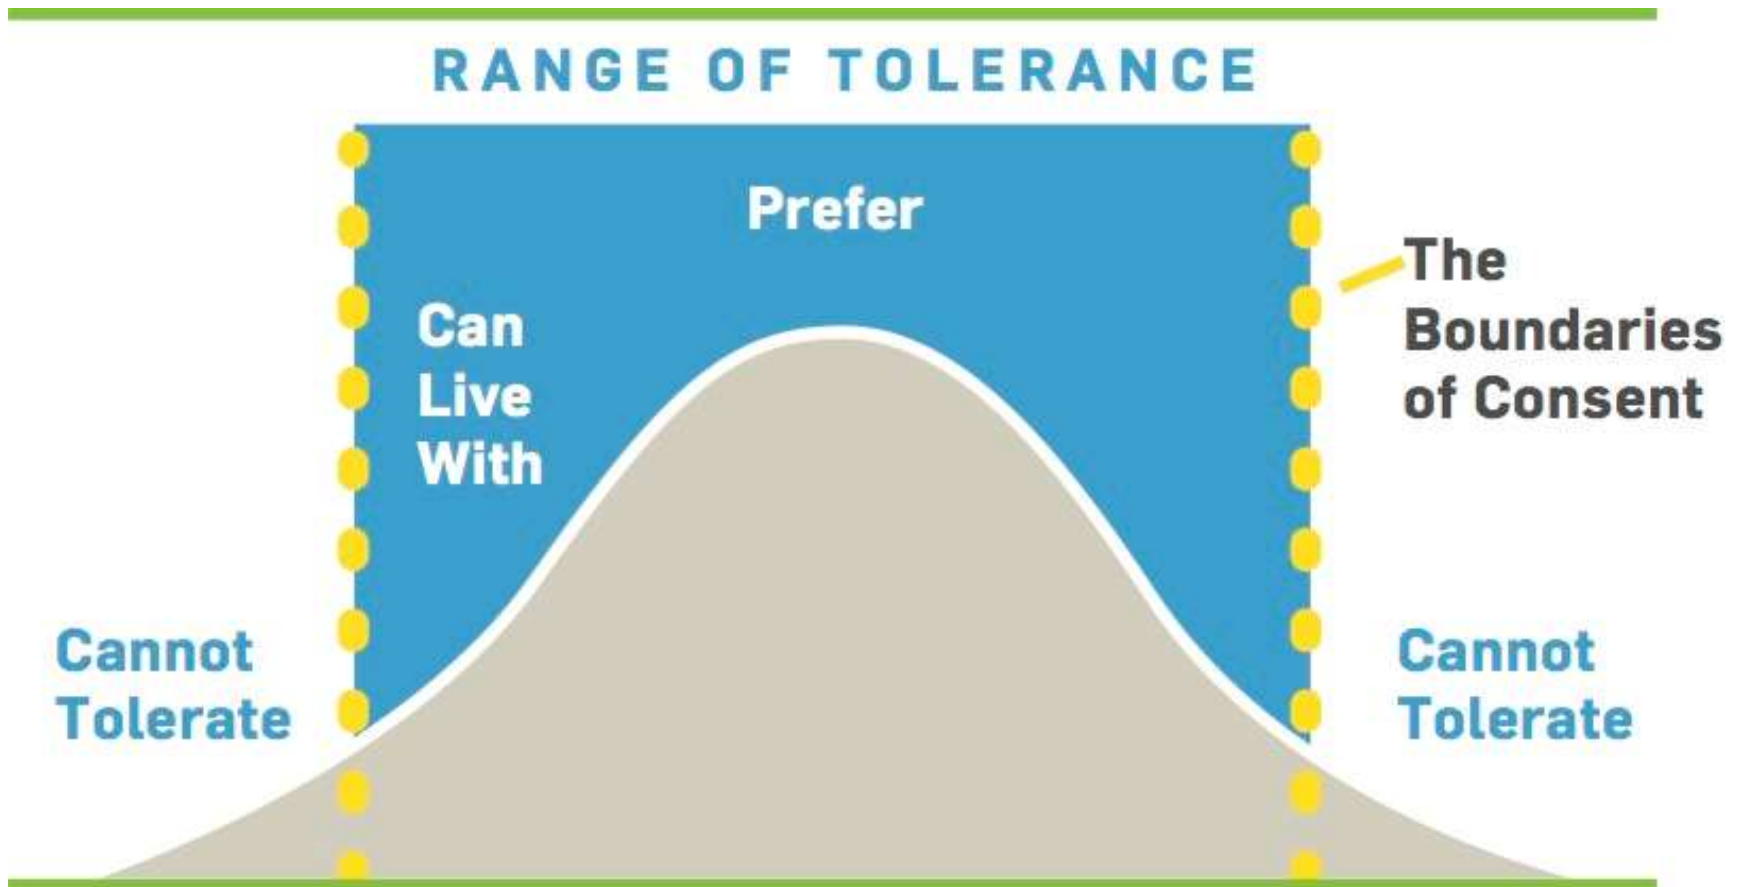 RANGE OF TOLERANCE
Prefer
Can
Live
With
The
Boundaries
of Consent
Cannot
Tolerate
Cannot
Tolerate